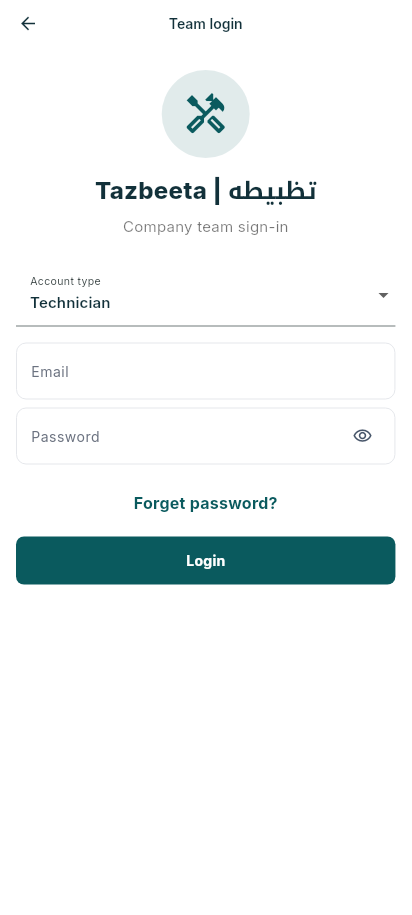 Team login
Tazbeeta | تظبيطه
Company team sign-in
Account type
Technician
Email
Password
Forget password?
Login